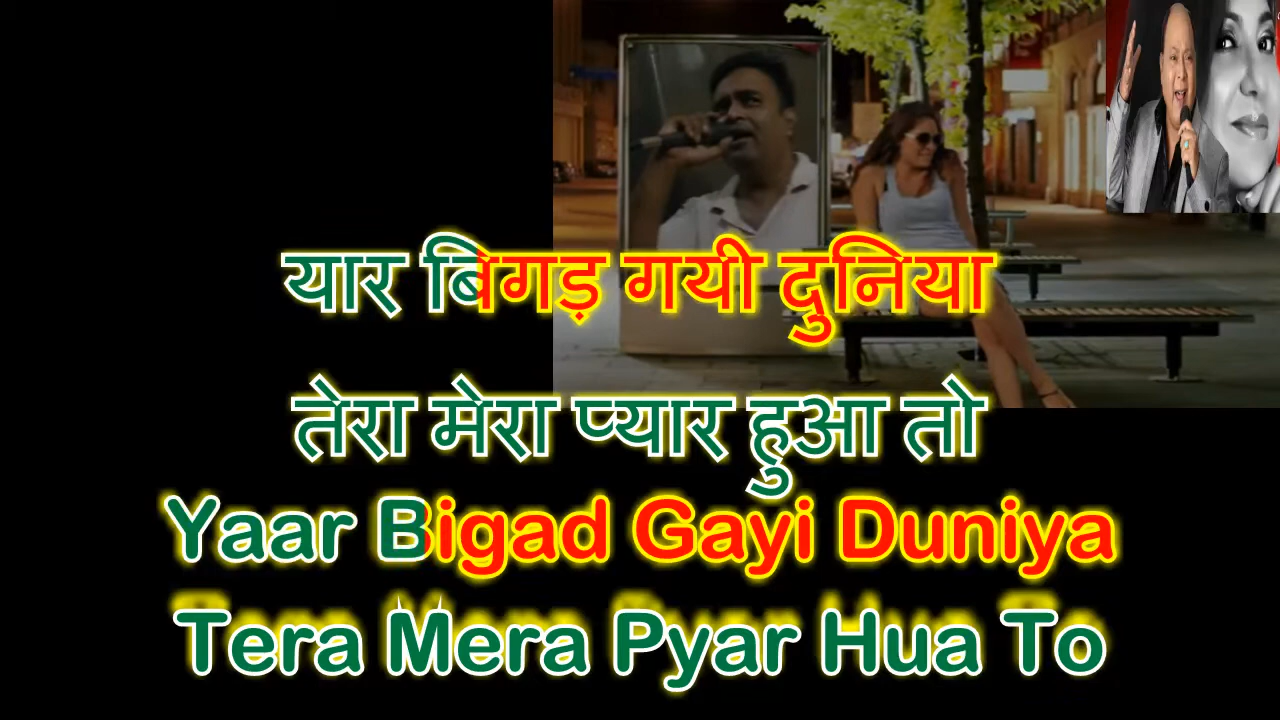 यार बिगड़ गयी दुनिया
तेरा मेरा प्यार हुआ तो
Yaar Bigad Gayi Duniya
Tera Mera Pyar Hua To